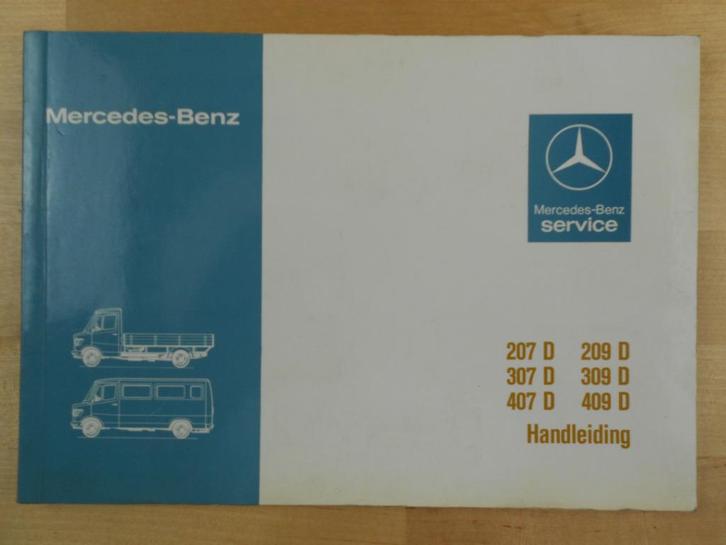 Mercedes-Benz
Mercedes-Benz
service
207 D 209 D
307 D 309 D
407 D 409 D
Handleiding